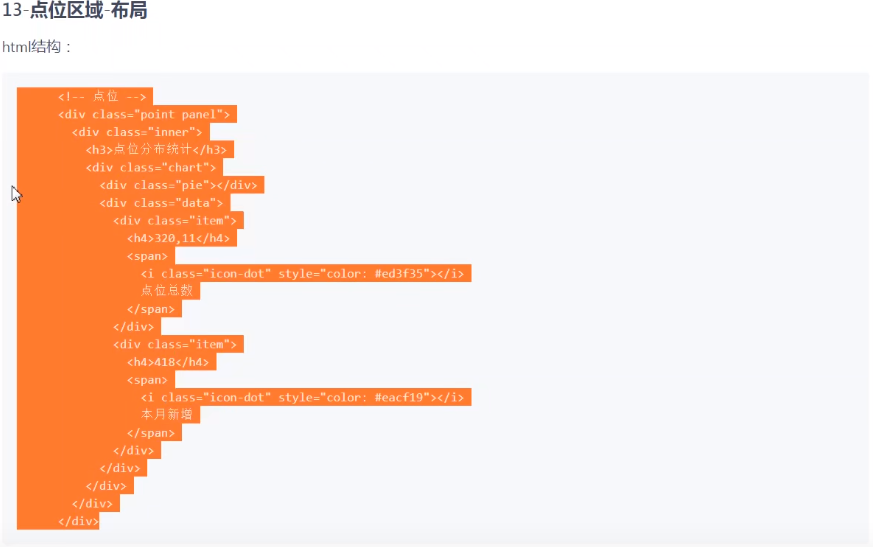 13-点位区域-布局
html结构：
<!-- 点位 -->
<div class="point panel">
<div class="inner">
<h3>点位分布统计</h3>
<div class="chart">
<div class="pie"></div>
<div class="data">
<div class="item">
<h4>320,11</h4>
<span>
<i class="icon-dot" style="color: #ed3f35"></i>
点位总数
</span>
</div>
<div class="item">
<h4>418</h4>
<span>
<i class="icon-dot" style="color: #eacf19"></i>
本月新增
</span>
</div>
</div>
</div>
</div>
</div>